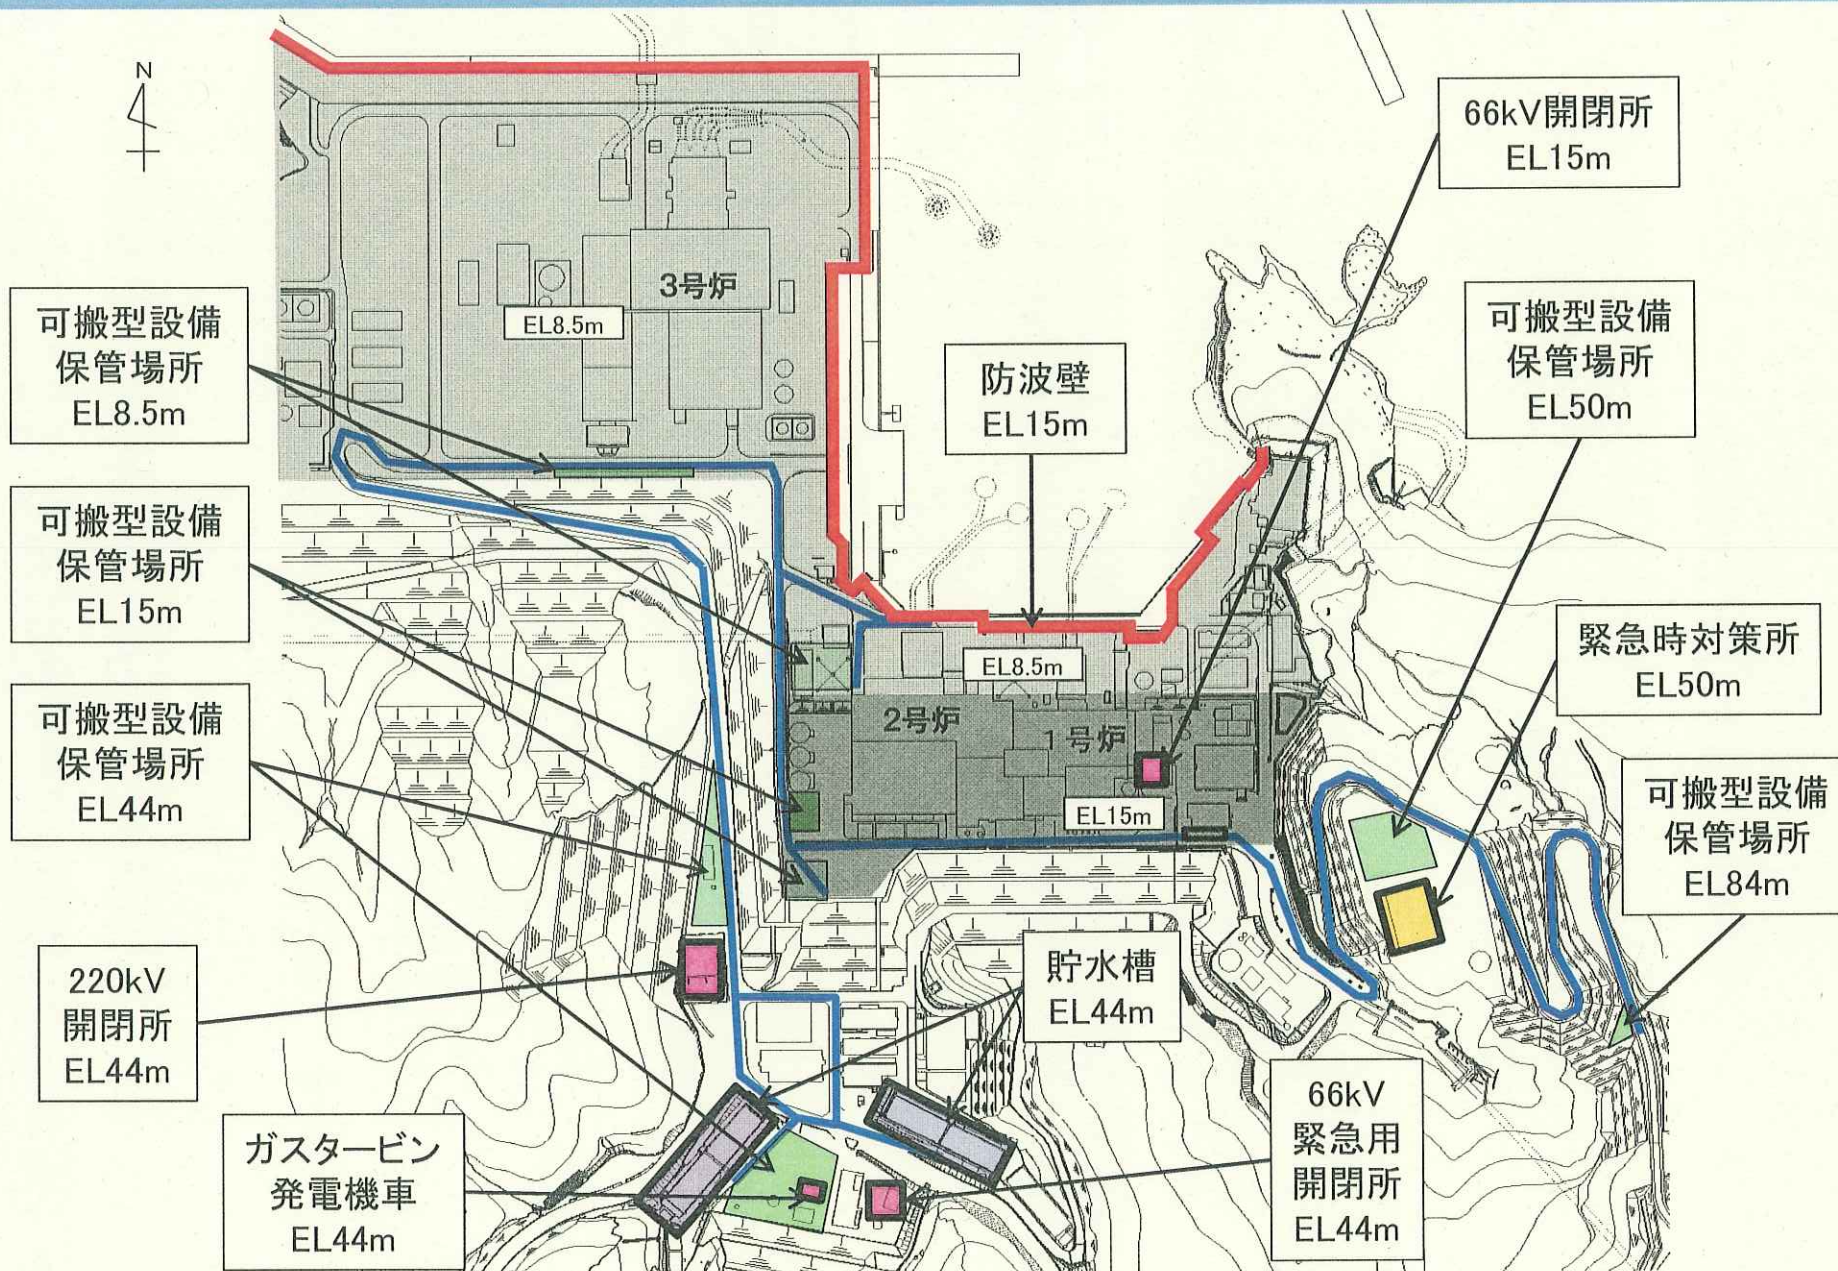 N
66kV開閉所
EL15m
可搬型設備
保管場所
EL8.5m
3号炉
EL8.5m
防波壁
EL15m
可搬型設備
保管場所
EL50m
可搬型設備
保管場所
EL15m
緊急時対策所
EL50m
EL8.5m
可搬型設備
保管場所
EL44m
2号炉
1号炉
EL15m
可搬型設備
保管場所
EL84m
220kV
開閉所
EL44m
貯水槽
EL44m
ガスタービン
発電機車
EL44m
66kV
緊急用
開閉所
EL44m